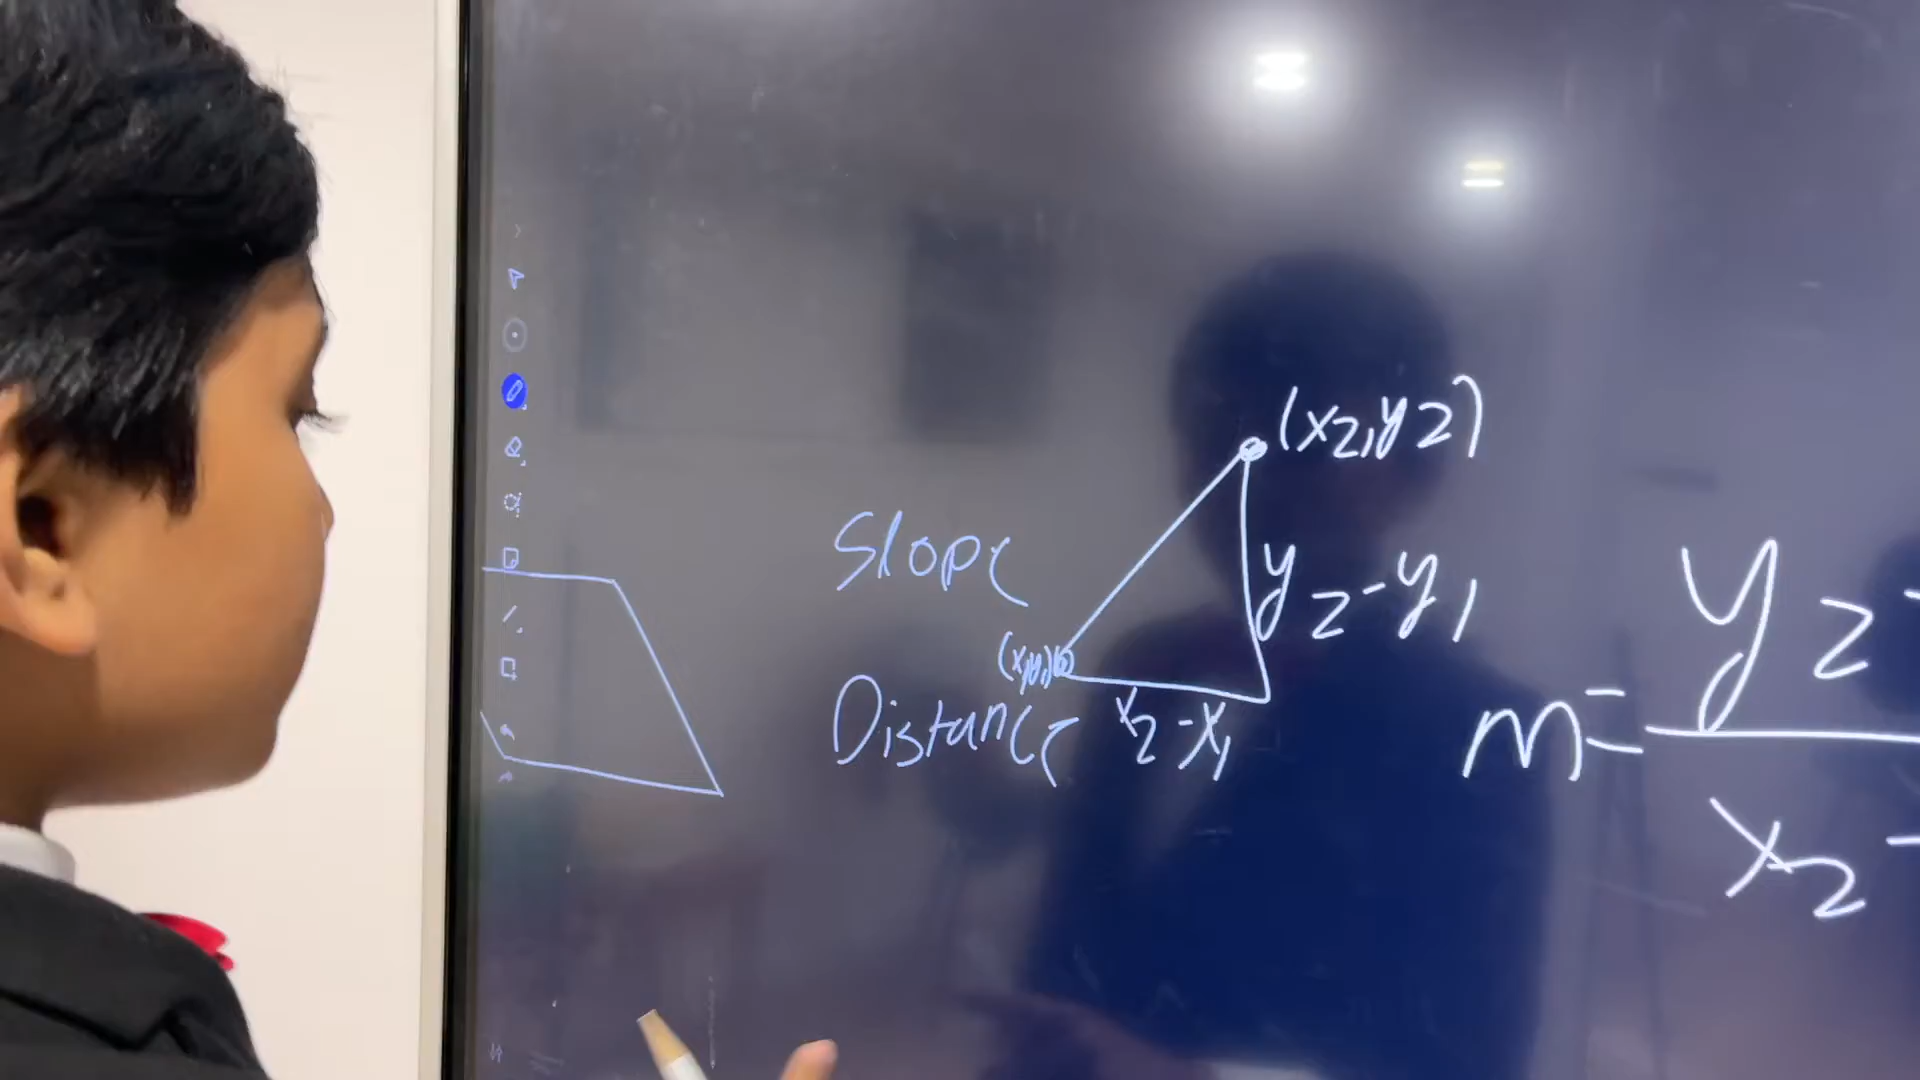 (x2,y2)
Slope
y2-y1
(x1,y1)
Distance
x2-x1
m=
y2-
x2-